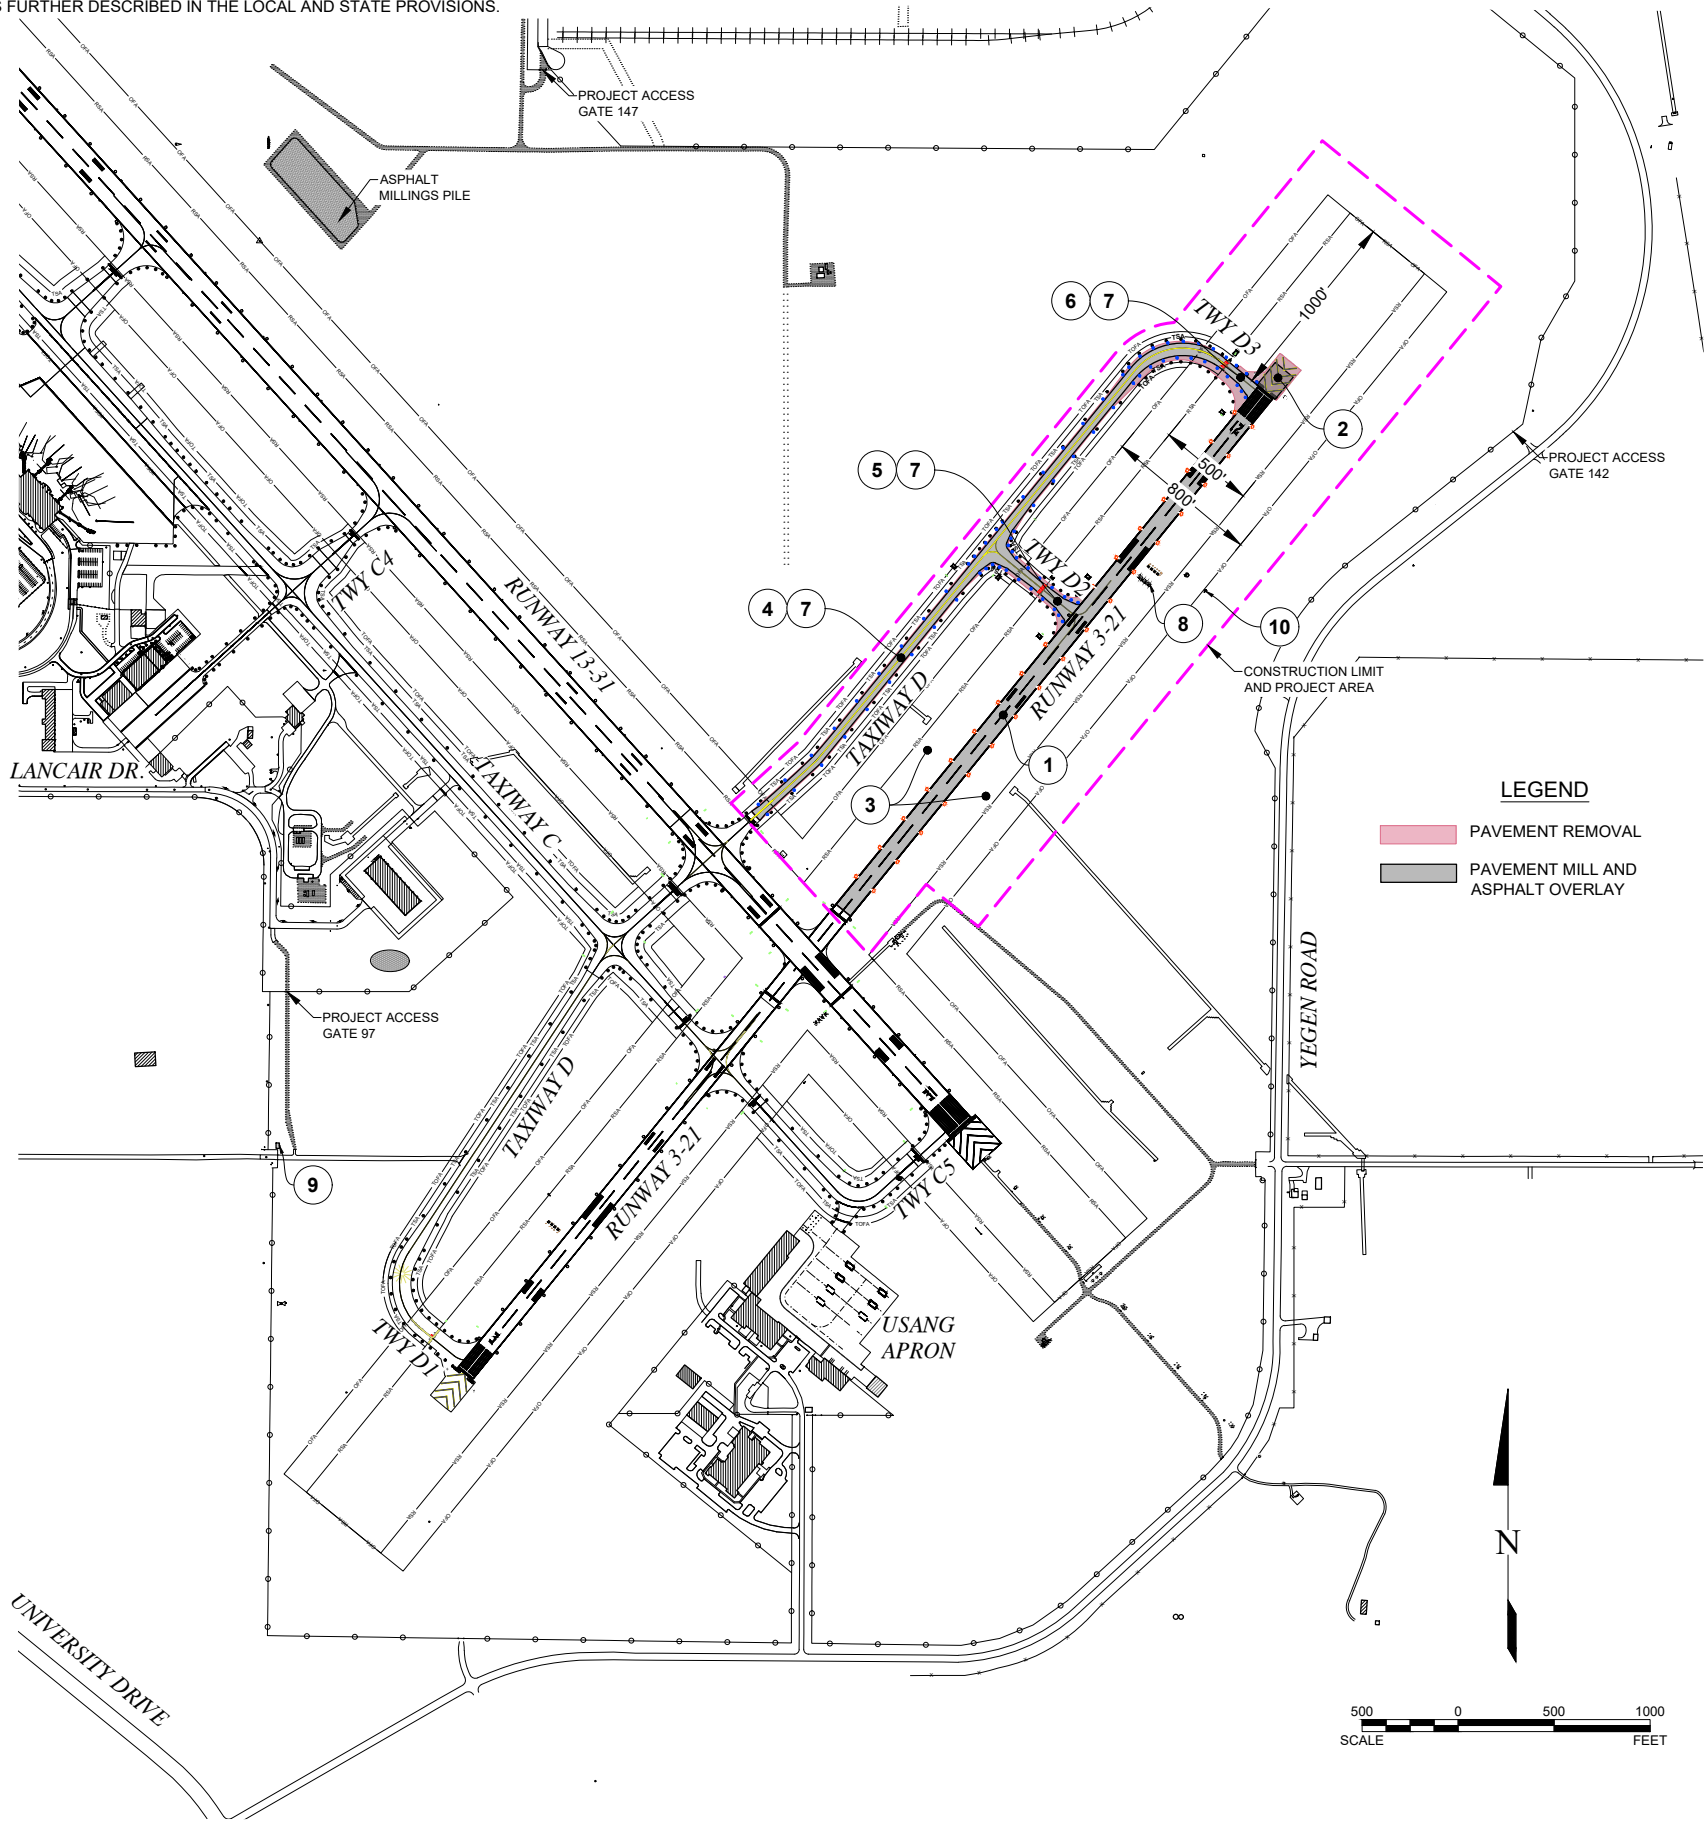 S FURTHER DESCRIBED IN THE LOCAL AND STATE PROVISIONS.
PROJECT ACCESS
GATE 147
ASPHALT
MILLINGS PILE
6 7
TWY D3
1000'
2
PROJECT ACCESS
GATE 142
5 7
500'
800'
TWY D2
TWY C4
RUNWAY 13-31
4 7
8
10
CONSTRUCTION LIMIT
AND PROJECT AREA
RUNWAY 3-21
TAXIWAY D
1
3
LANCAIR DR.
TAXIWAY C
LEGEND
PAVEMENT REMOVAL
PAVEMENT MILL AND
ASPHALT OVERLAY
YEGEN ROAD
PROJECT ACCESS
GATE 97
TAXIWAY D
RUNWAY 3-21
TWY C5
9
TWY D1
USANG
APRON
N
UNIVERSITY DRIVE
500 0 500 1000
SCALE FEET